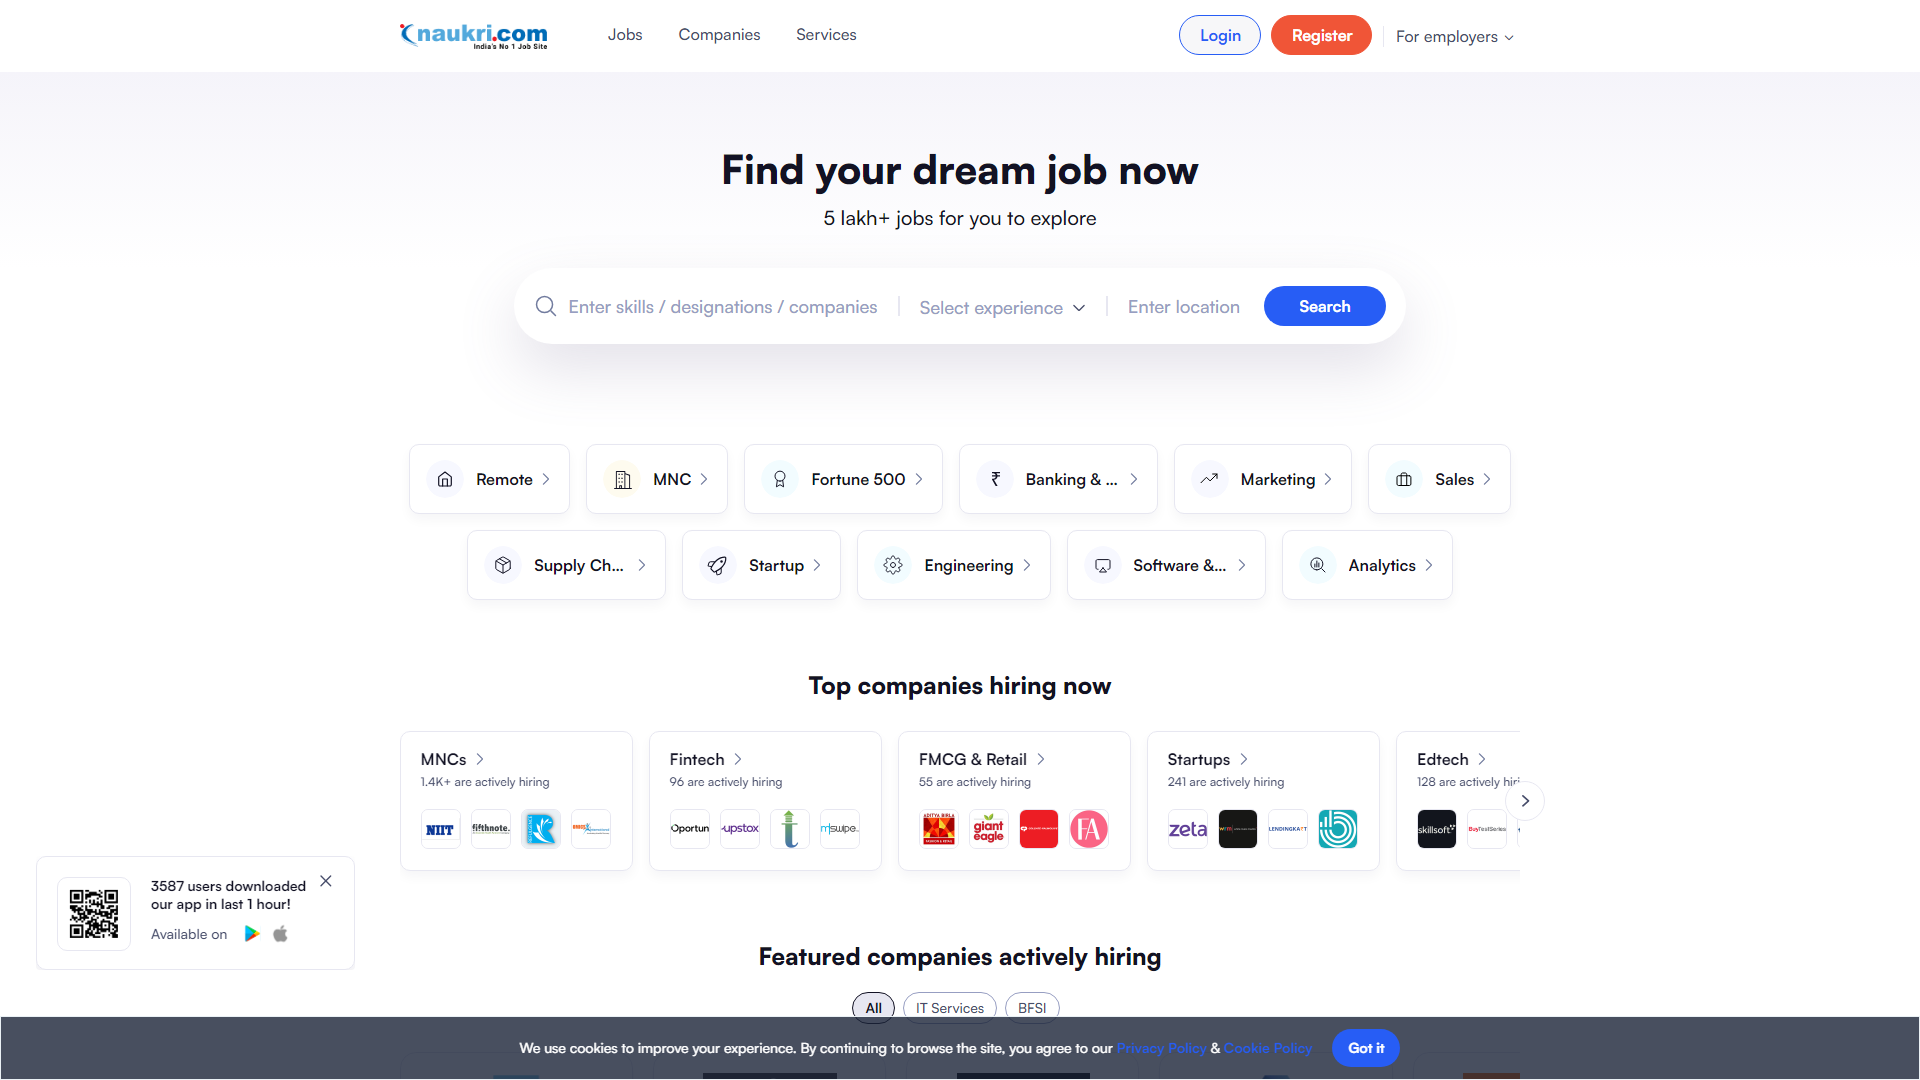 naukri.com
India's No 1 Job Site
Jobs
Companies
Services
Login
Register
For employers
Find your dream job now
5 lakh+ jobs for you to explore
Enter skills / designations / companies
Select experience
Enter location
Search
Remote
MNC
Fortune 500
Banking & ...
Marketing
Sales
Supply Ch...
Startup
Engineering
Software &...
Analytics
Top companies hiring now
MNCs
1.4K+ are actively hiring
NIIT
fifthnote.
Fintech
96 are actively hiring
Oportun
upstox
mswipe
FMCG & Retail
55 are actively hiring
ADITYA BIRLA
giant eagle
FA
Startups
241 are actively hiring
zeta
LENDINGKART
Edtech
128 are actively hiri
skillsoft
BuyTestSeries
3587 users downloaded
our app in last 1 hour!
Available on
Featured companies actively hiring
All
IT Services
BFSI
We use cookies to improve your experience. By continuing to browse the site, you agree to our Privacy Policy & Cookie Policy
Got it